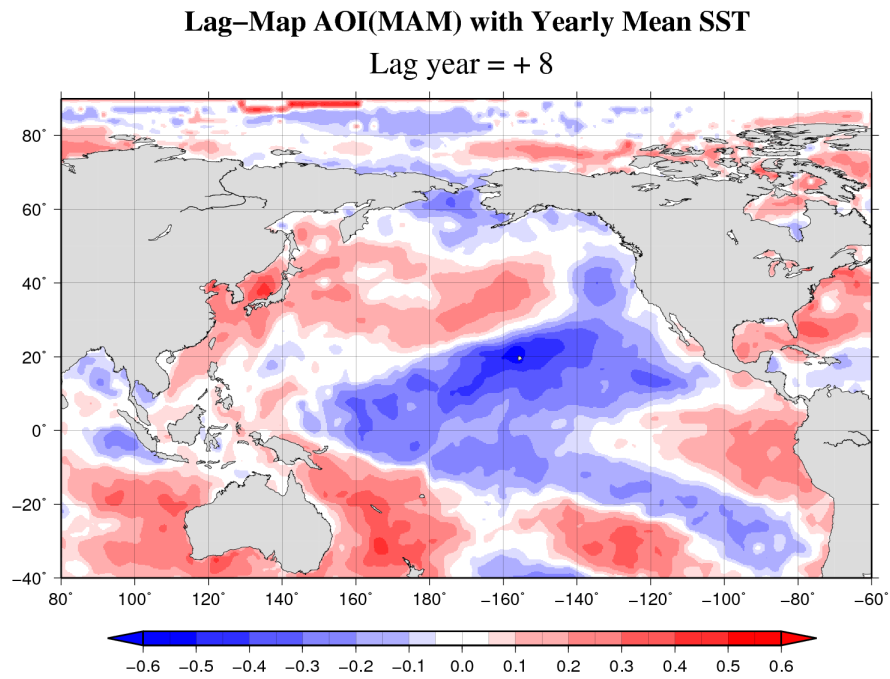 Lag−Map AOI(MAM) with Yearly Mean SST
Lag year = + 8
80˚
60˚
40˚
20˚
0˚
−20˚
−40˚
80 100 120 140 160 180 −160˚ −140˚ −120˚ −100˚ −80˚ −60˚
−0.6 −0.5 −0.4 −0.3 −0.2 −0.1 0.0 0.1 0.2 0.3 0.4 0.5 0.6